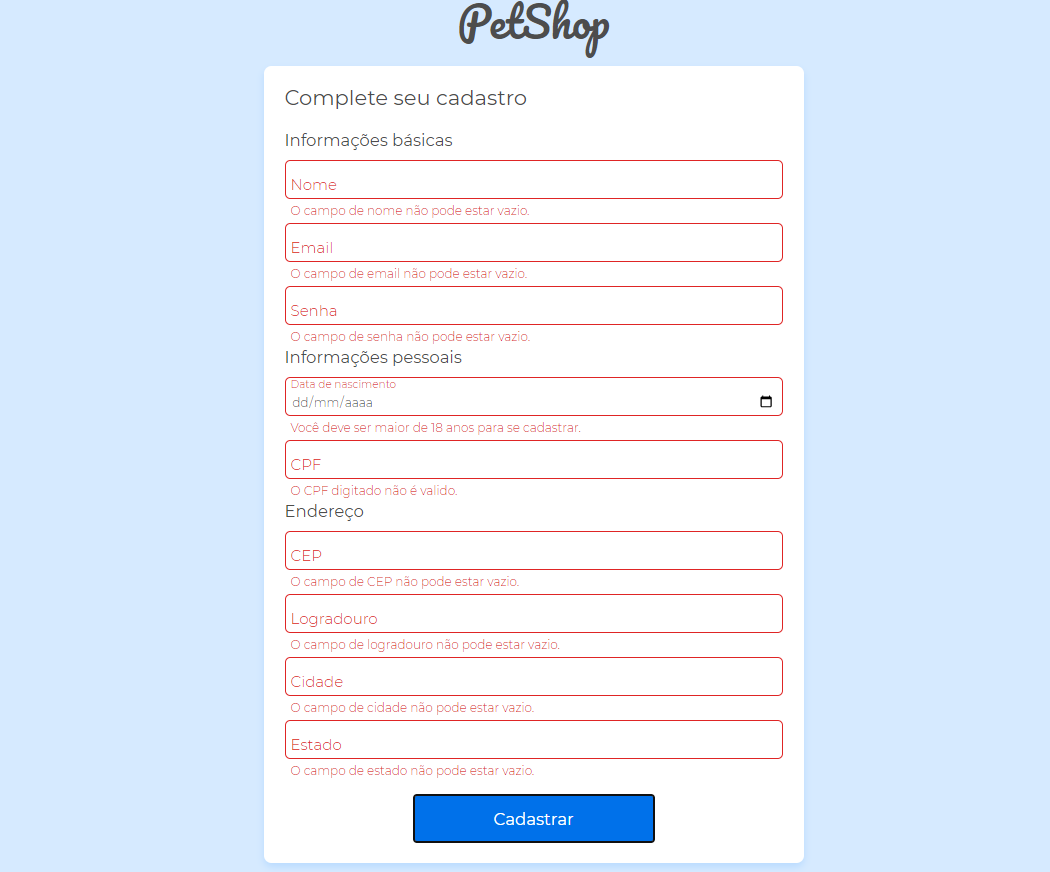 PetShop
Complete seu cadastro
Informações básicas
Nome
O campo de nome não pode estar vazio.
Email
O campo de email não pode estar vazio.
Senha
O campo de senha não pode estar vazio.
Informações pessoais
Data de nascimento
dd/mm/aaaa
Você deve ser maior de 18 anos para se cadastrar.
CPF
O CPF digitado não é valido.
Endereço
CEP
O campo de CEP não pode estar vazio.
Logradouro
O campo de logradouro não pode estar vazio.
Cidade
O campo de cidade não pode estar vazio.
Estado
O campo de estado não pode estar vazio.
Cadastrar